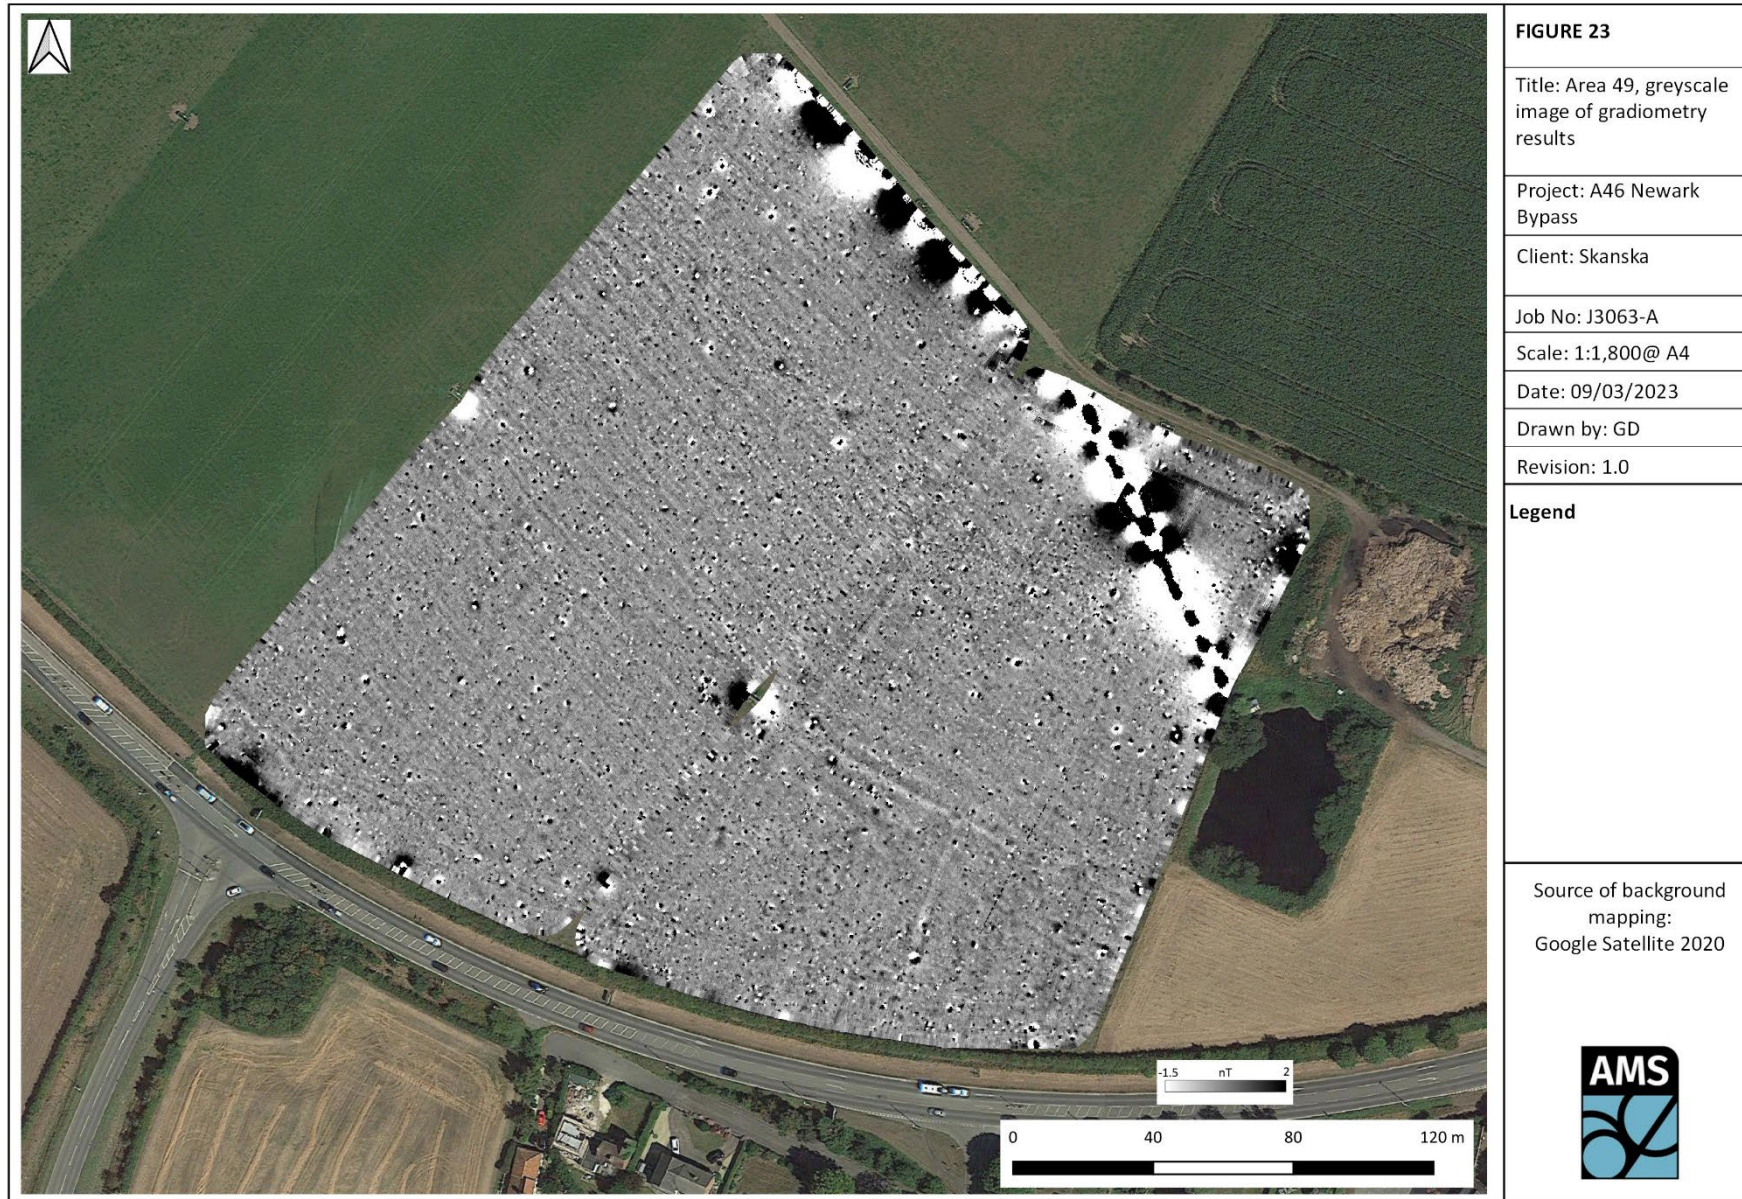 FIGURE 23
Title: Area 49, greyscale
image of gradiometry
results
Project: A46 Newark
Bypass
Client: Skanska
Job No: J3063-A
Scale: 1:1,800@ A4
Date: 09/03/2023
Drawn by: GD
Revision: 1.0
Legend
Source of background
mapping:
Google Satellite 2020
AMS
-1.5 nT 2
0 40 80 120 m